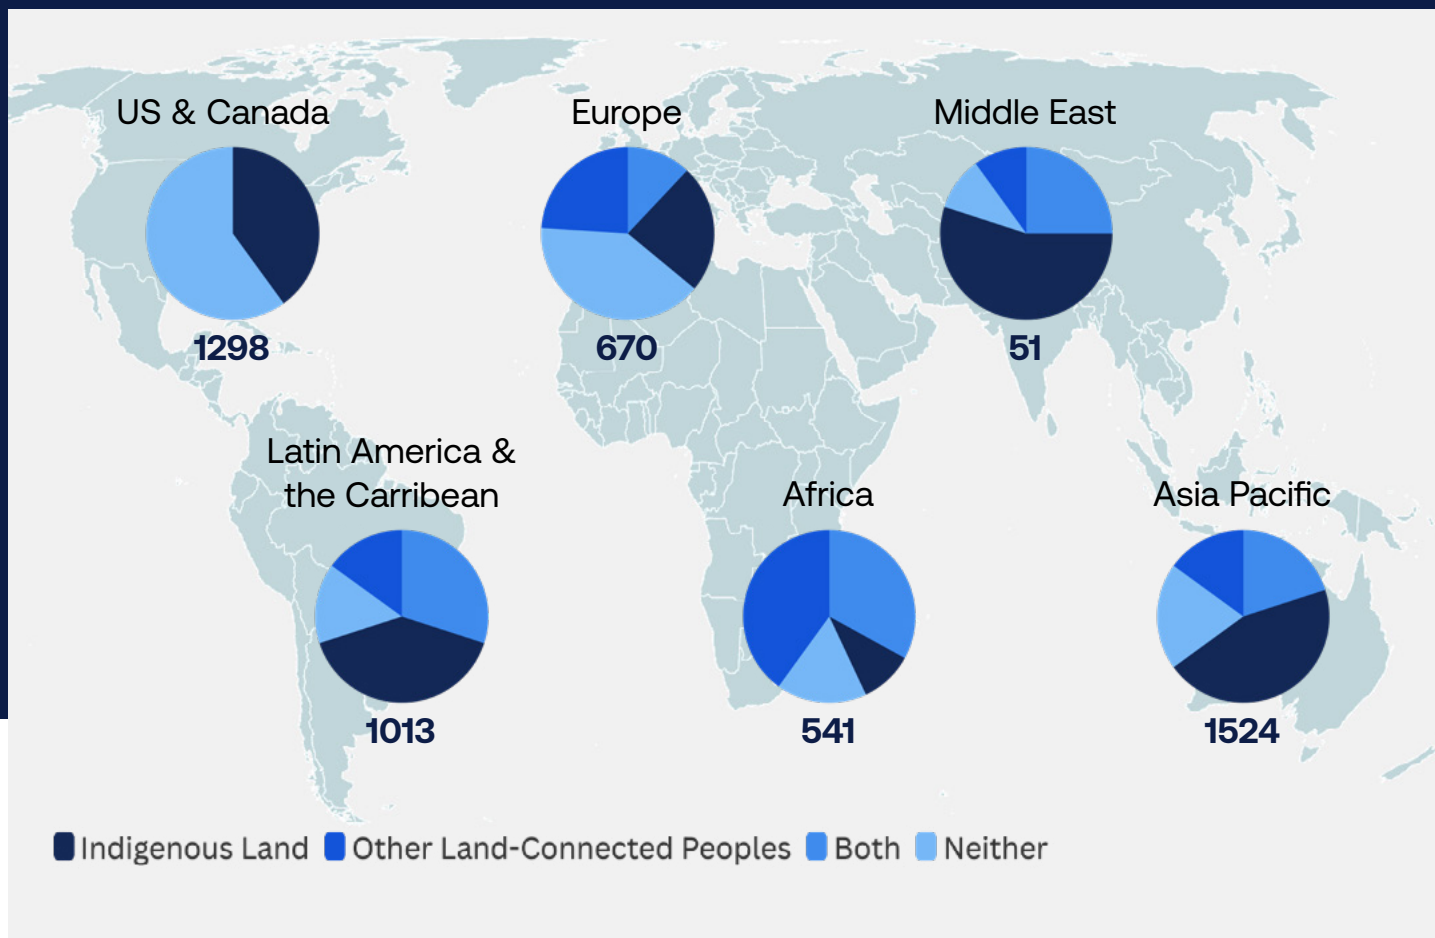 US & Canada
Europe
Middle East
1298
670
51
Latin America &
the Carribean
Africa
Asia Pacific
1013
541
1524
Indigenous Land Other Land-Connected Peoples Both Neither